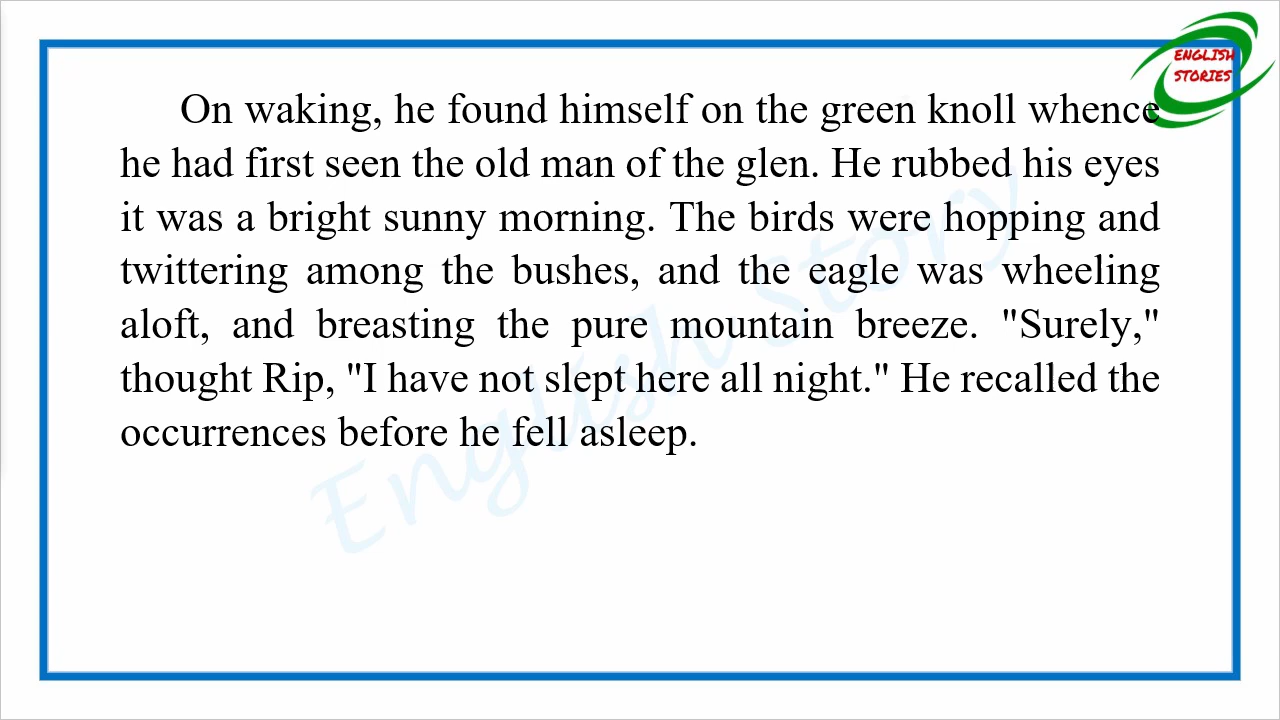 ENGLISH
STORIES
On waking, he found himself on the green knoll whence
he had first seen the old man of the glen. He rubbed his eyes
it was a bright sunny morning. The birds were hopping and
twittering among the bushes, and the eagle was wheeling
aloft, and breasting the pure mountain breeze. "Surely,"
thought Rip, "I have not slept here all night." He recalled the
occurrences before he fell asleep.
English Story